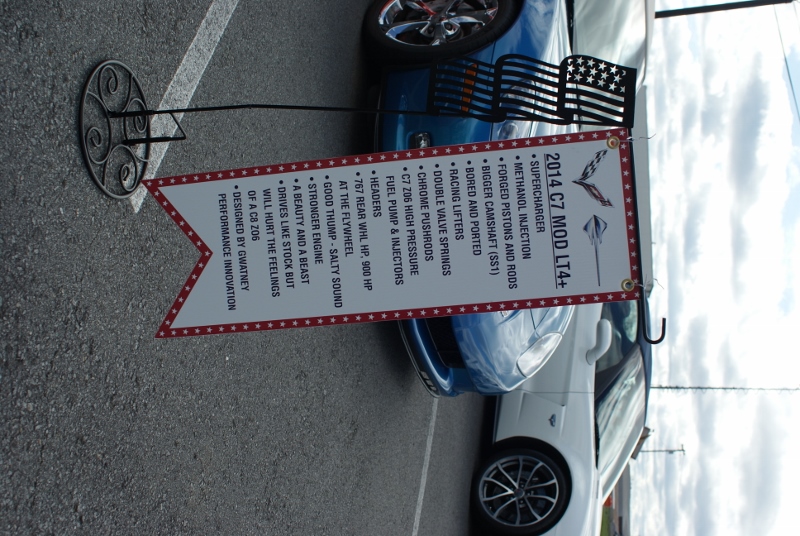 2014 C7 MOD LT4+
• SUPERCHARGER
• METHANOL INJECTION
• FORGED PISTONS AND RODS
• BIGGER CAMSHAFT (SS1)
• BORED AND PORTED
• RACING LIFTERS
• DOUBLE VALVE SPRINGS
• CHROME PUSHRODS
• C7 Z06 HIGH PRESSURE
FUEL PUMP & INJECTORS
• HEADERS
• 767 REAR WHL HP, 900 HP
AT THE FLYWHEEL
• GOOD THUMP - SALTY SOUND
• STRONGER ENGINE
• A BEAUTY AND A BEAST
• DRIVES LIKE STOCK BUT
WILL HURT THE FEELINGS
OF A C8 Z06
• DESIGNED BY GWATNEY
PERFORMANCE INNOVATION